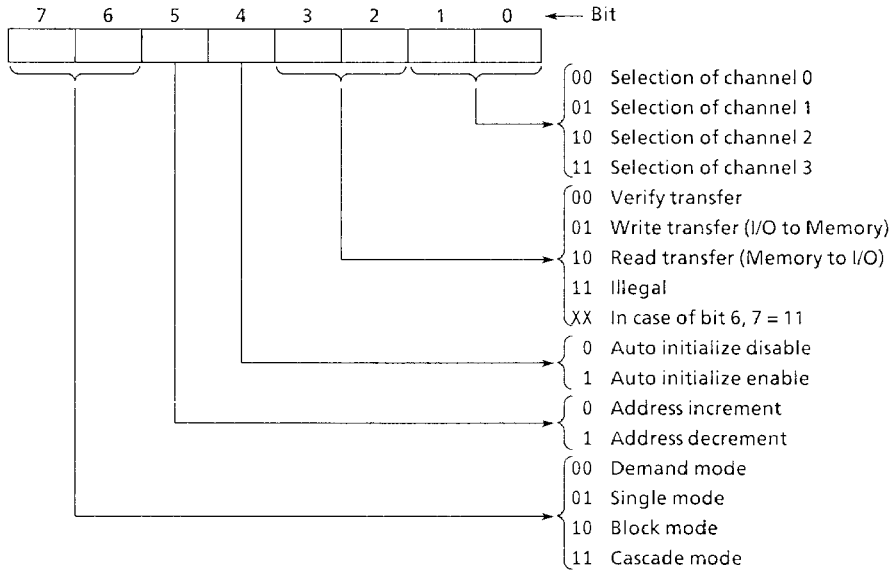 7 6 5 4 3 2 1 0 Bit
00 Selection of channel 0
01 Selection of channel 1
10 Selection of channel 2
11 Selection of channel 3
00 Verify transfer
01 Write transfer (I/O to Memory)
10 Read transfer (Memory to I/O)
11 Illegal
XX In case of bit 6, 7 = 11
0 Auto initialize disable
1 Auto initialize enable
0 Address increment
1 Address decrement
00 Demand mode
01 Single mode
10 Block mode
11 Cascade mode